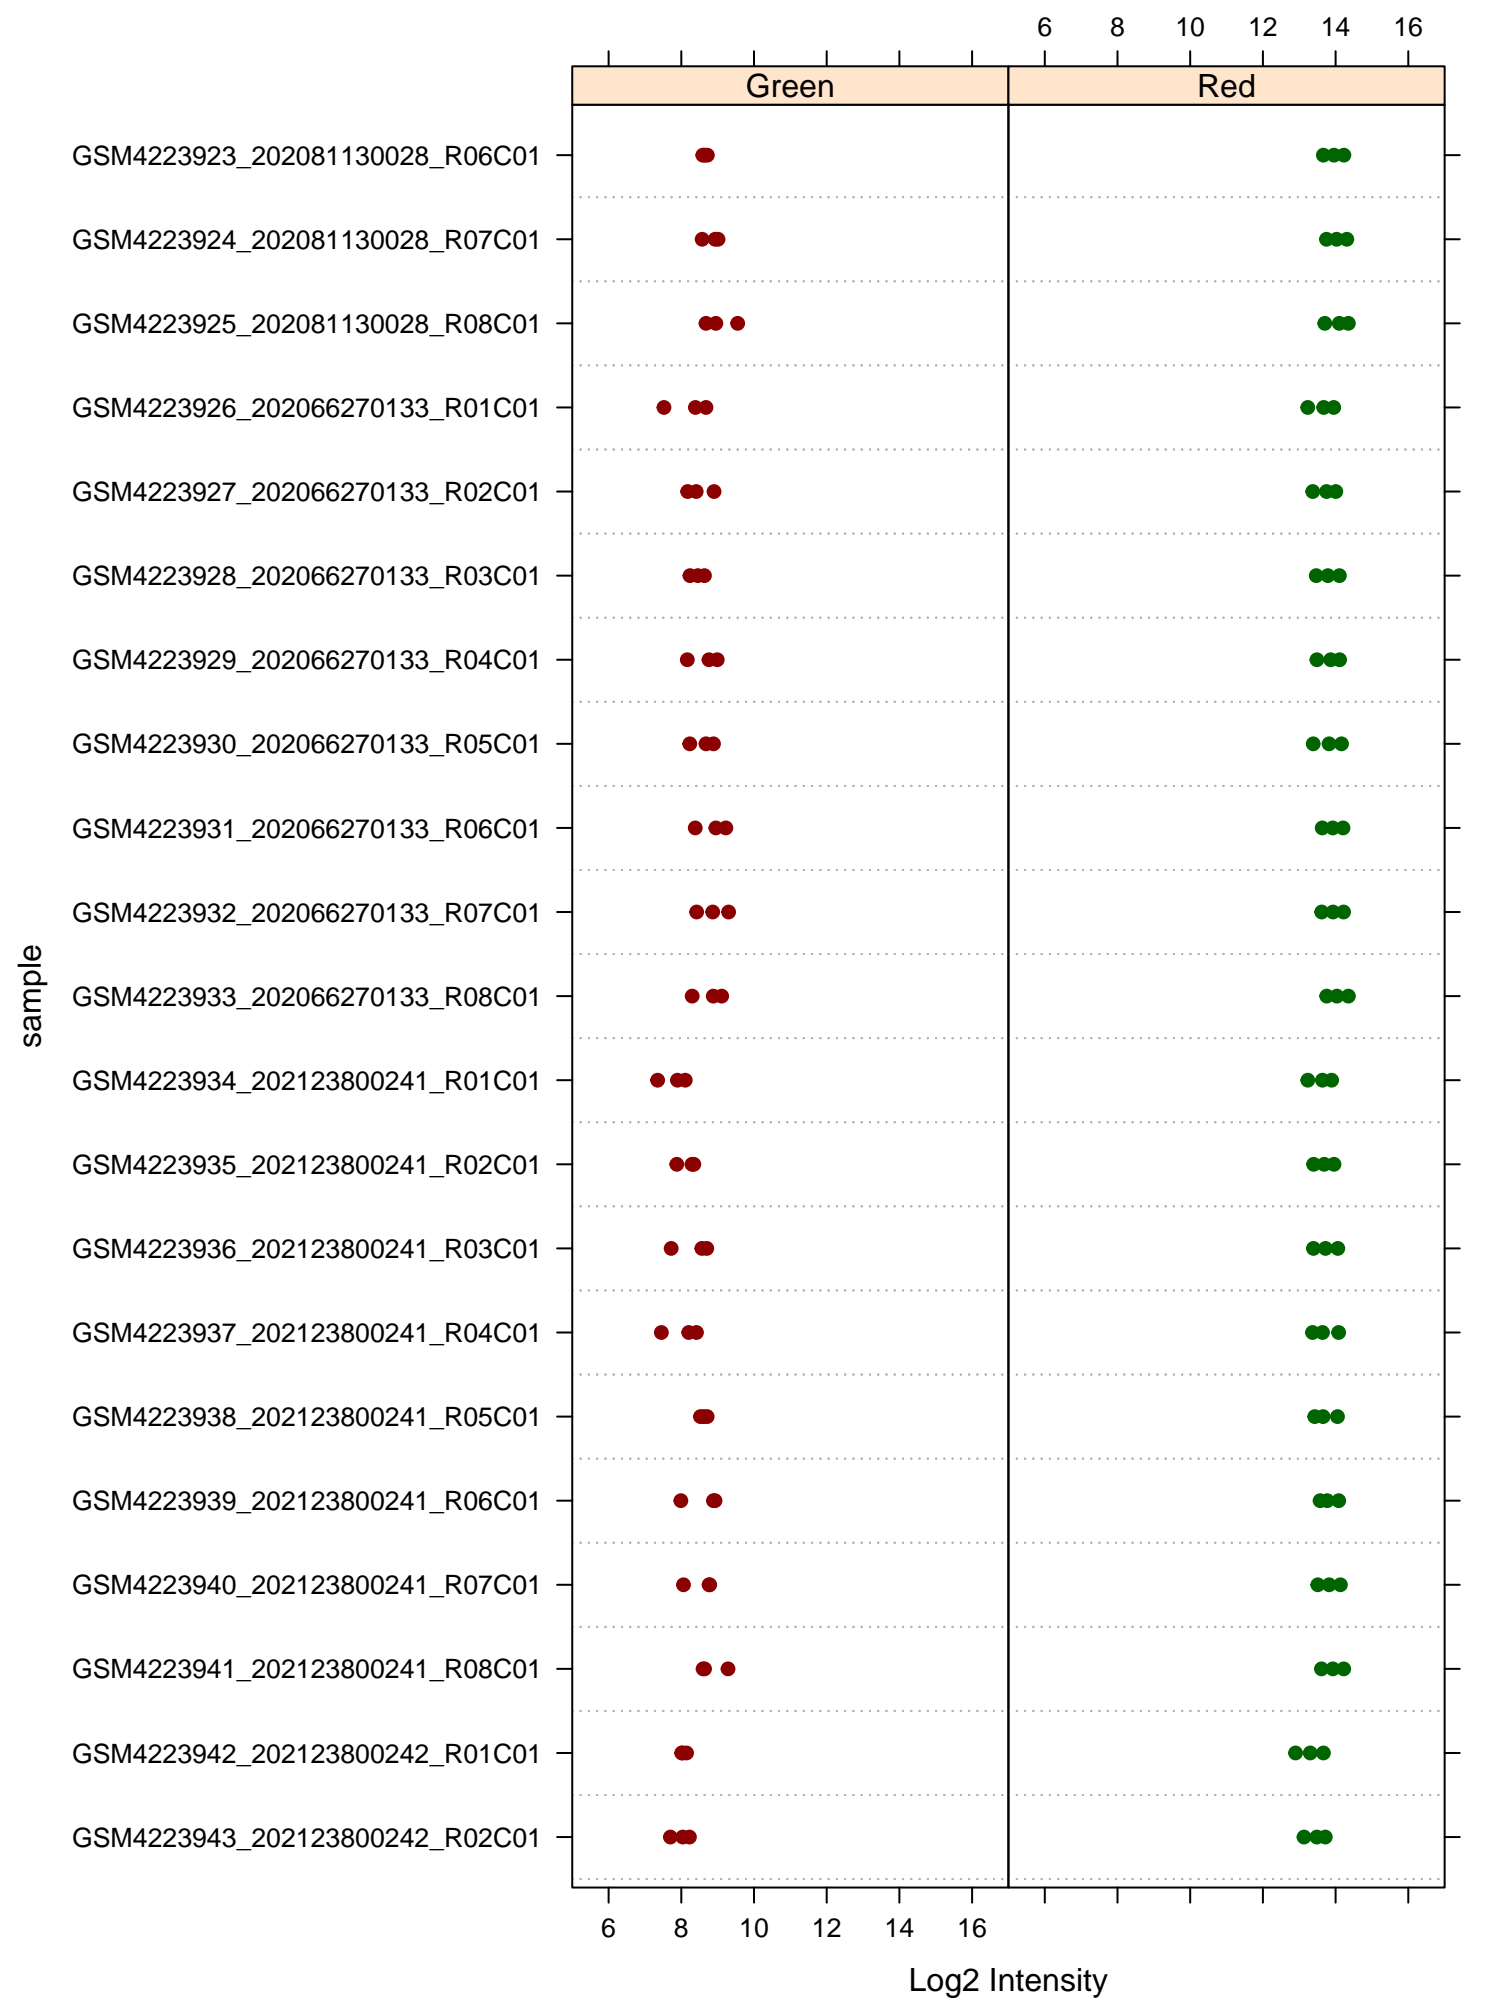 6 8 10 12 14 16
Green Red
GSM4223923_202081130028_R06C01
GSM4223924_202081130028_R07C01
GSM4223925_202081130028_R08C01
GSM4223926_202066270133_R01C01
GSM4223927_202066270133_R02C01
GSM4223928_202066270133_R03C01
GSM4223929_202066270133_R04C01
GSM4223930_202066270133_R05C01
GSM4223931_202066270133_R06C01
GSM4223932_202066270133_R07C01
GSM4223933_202066270133_R08C01
GSM4223934_202123800241_R01C01
GSM4223935_202123800241_R02C01
GSM4223936_202123800241_R03C01
GSM4223937_202123800241_R04C01
GSM4223938_202123800241_R05C01
GSM4223939_202123800241_R06C01
GSM4223940_202123800241_R07C01
GSM4223941_202123800241_R08C01
GSM4223942_202123800242_R01C01
GSM4223943_202123800242_R02C01
sample
6 8 10 12 14 16
Log2 Intensity